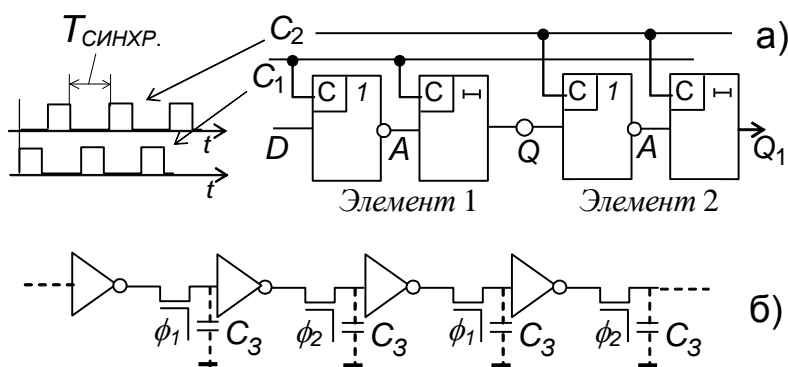 TСИНХР.
C2
C1
t
t
а)
C 1
C I
C 1
C I
D
A
Q
A
Q1
Элемент 1
Элемент 2
ϕ1
C3
ϕ2
C3
ϕ1
C3
ϕ2
C3
б)